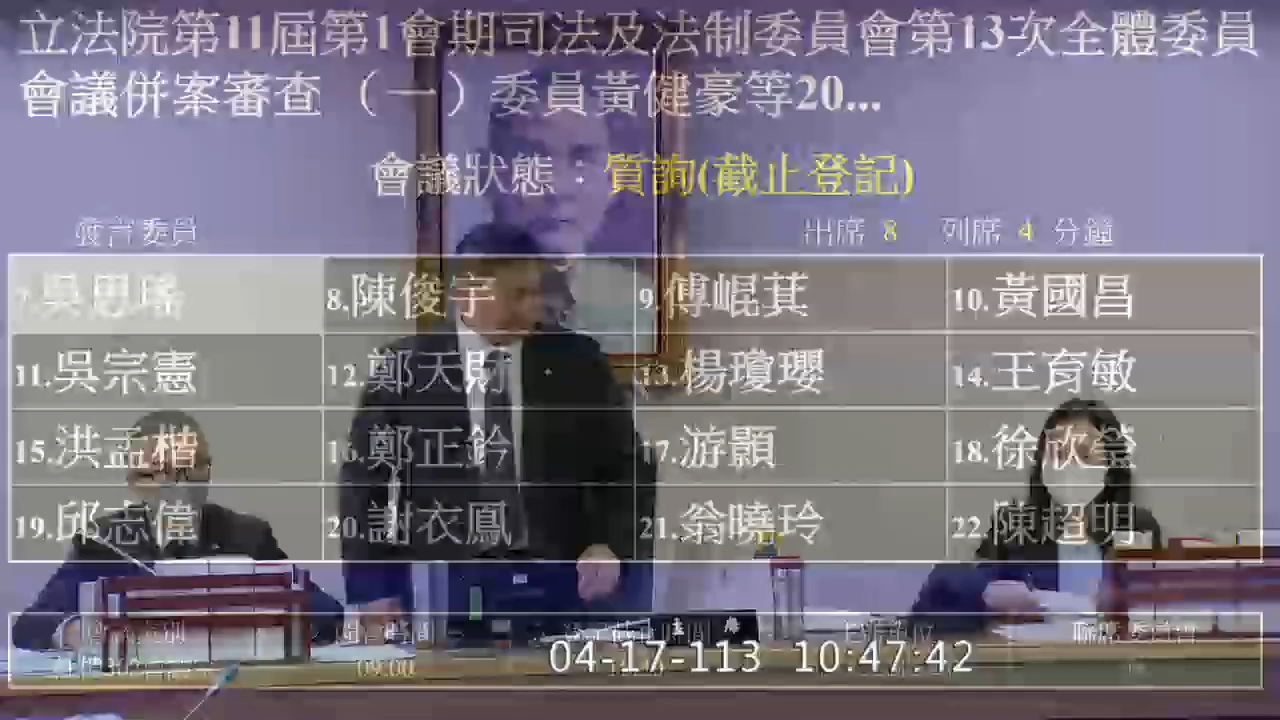 立法院第11屆第1會期司法及法制委員會第13次全體委員
會議併案審查 （一）委員黃健豪等20...
會議狀態：質詢(截止登記)
發言委員 出席 8 列席 4 分鐘
7.吳思瑤 8.陳俊宇 9.傅崐萁 10.黃國昌
11.吳宗憲 12.鄭天財 13.楊瓊瓔 14.王育敏
15.洪孟楷 16.鄭正鈐 17.游顥 18.徐欣瑩
19.邱志偉 20.謝衣鳳 21.翁曉玲 22.陳超明
主席
09:00
04-17-113 10:47:42